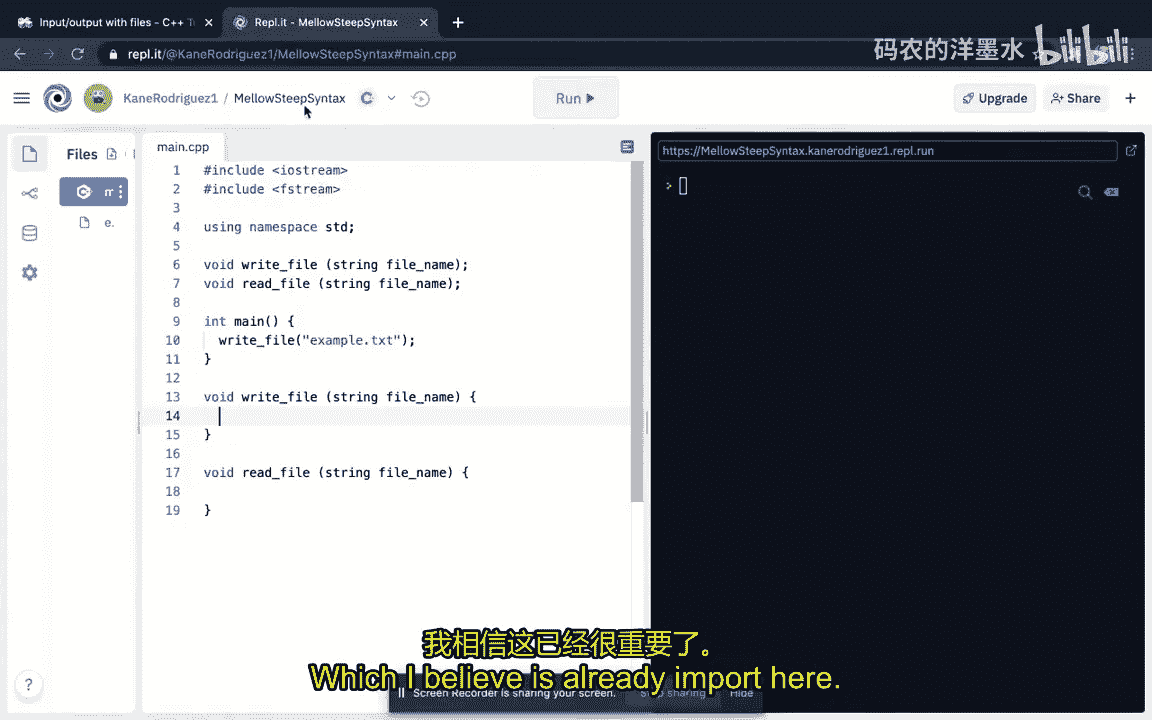 Input/output with files - C++ T
Repl.it - MellowSteepSyntax
repl.it/@KaneRodriguez1/MellowSteepSyntax#main.cpp
码农的洋墨水 bilibili
KaneRodriguez1 / MellowSteepSyntax
Run
Upgrade
Share
Files
main.cpp
https://MellowSteepSyntax.kanerodriguez1.repl.run
e.
1 #include <iostream>
2 #include <fstream>
3
4 using namespace std;
5
6 void write_file (string file_name);
7 void read_file (string file_name);
8
9 int main() {
10 write_file("example.txt");
11 }
12
13 void write_file (string file_name) {
14
15 }
16
17 void read_file (string file_name) {
18
19 }
我相信这已经很重要了。
Which I believe is already import here.
Screen Recorder is sharing your screen.
Stop sharing
Hide
?